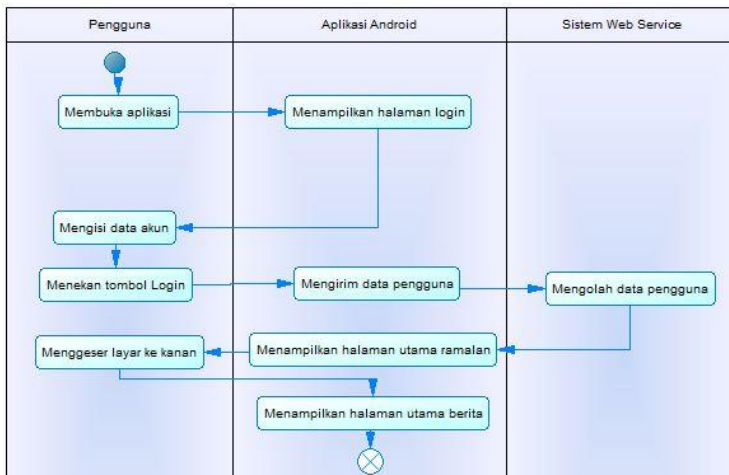 Pengguna
Aplikasi Android
Sistem Web Service
Membuka aplikasi
Menampilkan halaman login
Mengisi data akun
Menekan tombol Login
Mengirim data pengguna
Mengolah data pengguna
Menggeser layar ke kanan
Menampilkan halaman utama ramalan
Menampilkan halaman utama berita